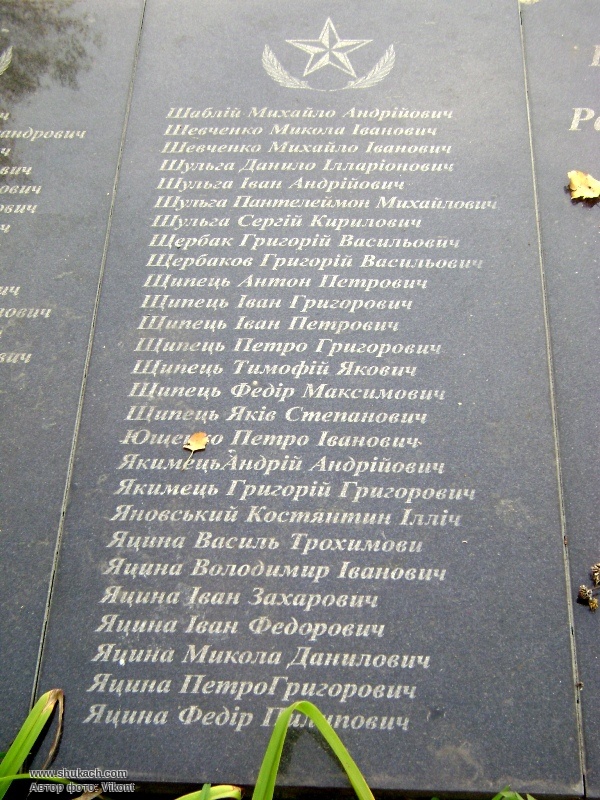 Шаблій Михайло Андрійович
Шевченко Микола Іванович
Шевченко Михайло Іванович
Шульга Данило Ілларіонович
Шульга Іван Андрійович
Шульга Пантелеймон Михайлович
Шульга Сергій Кирилович
Щербак Григорій Васильович
Щербаков Григорій Васильович
Щипець Антон Петрович
Щипець Іван Григорович
Щипець Іван Петрович
Щипець Петро Григорович
Щипець Тимофій Якович
Щипець Федір Максимович
Щипець Яків Степанович
Ющенко Петро Іванович
ЯкимецьАндрій Андрійович
Якимець Григорій Григорович
Яновський Костянтин Ілліч
Яцина Василь Трохимови
Яцина Володимир Іванович
Яцина Іван Захарович
Яцина Іван Федорович
Яцина Микола Данилович
Яцина ПетроГригорович
Яцина Федір Пилипович
www.shukach.com
Автор фото: Vikont